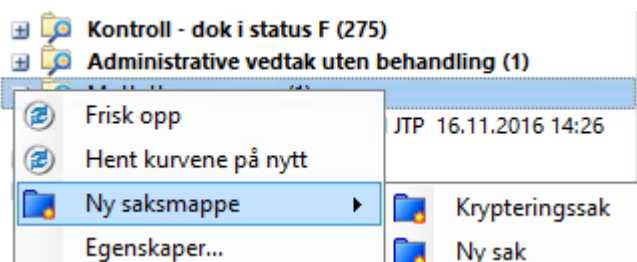 Kontroll - dok i status F (275)
Administrative vedtak uten behandling (1)
Frisk opp
JTP 16.11.2016 14:26
Hent kurvene på nytt
Ny saksmappe
Krypteringssak
Egenskaper...
Ny sak